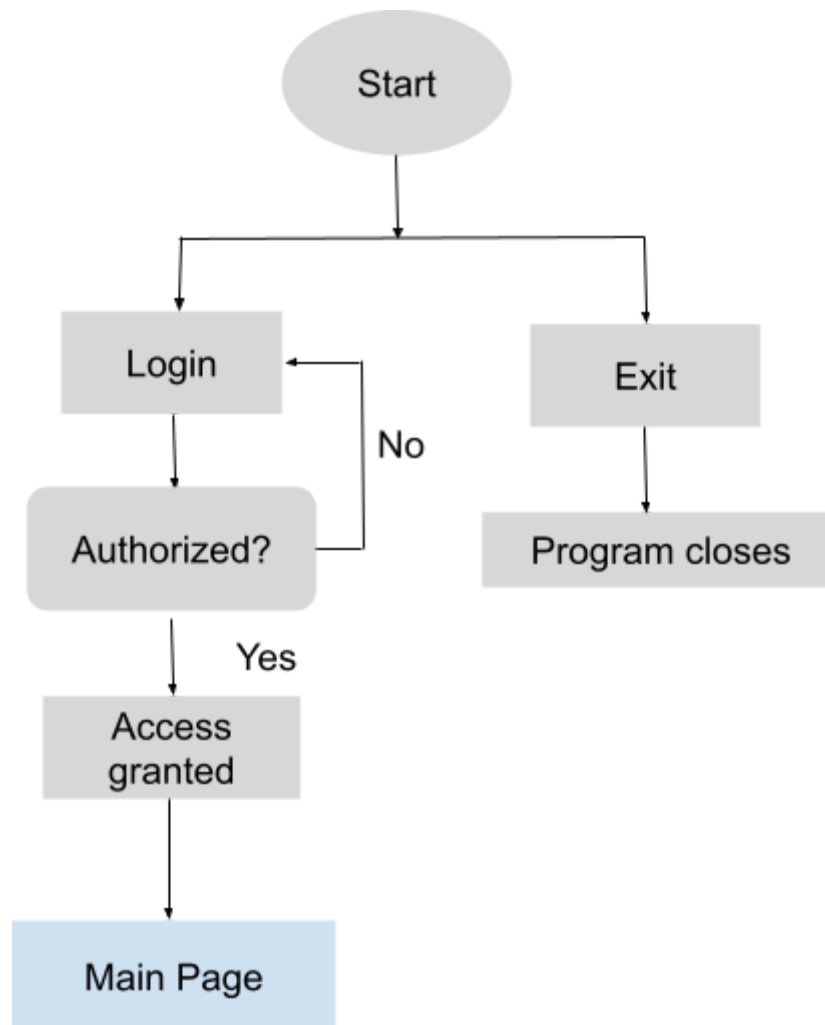 Start
Login
Exit
No
Authorized?
Program closes
Yes
Access
granted
Main Page